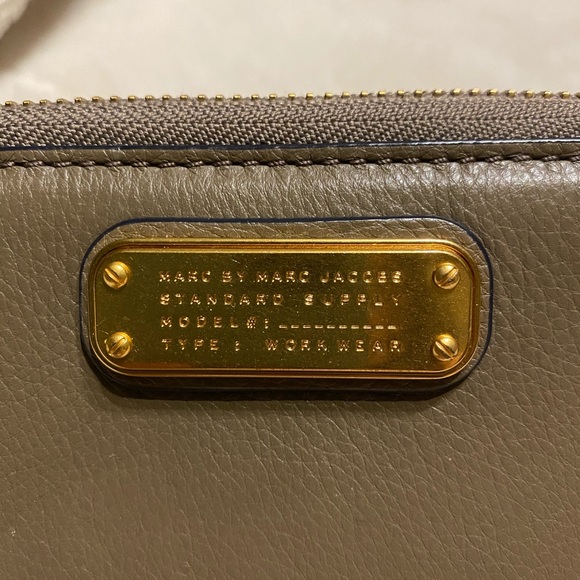 MARC BY MARC JACOBS
STANDARD SUPPLY
MODEL#:__________
TYPE: WORKWEAR